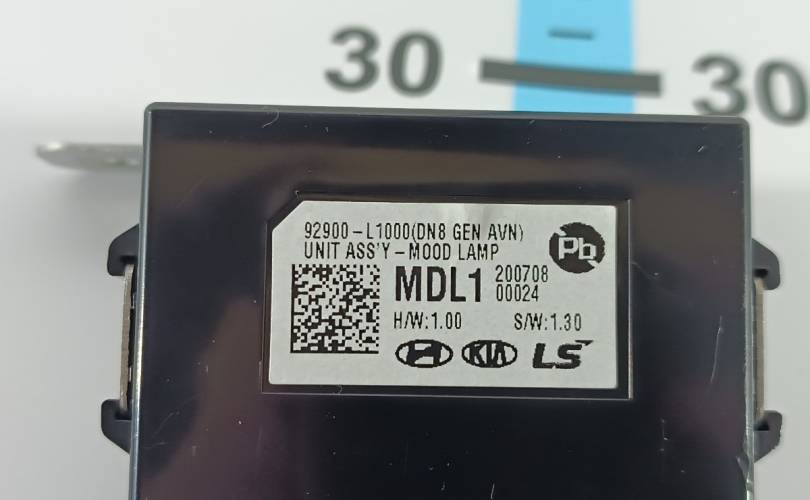 30
30
92900-L1000(DN8 GEN AVN)
UNIT ASS'Y-MOOD LAMP
Pb
MDL1
200708
00024
H/W:1.00 S/W:1.30
KIA LS